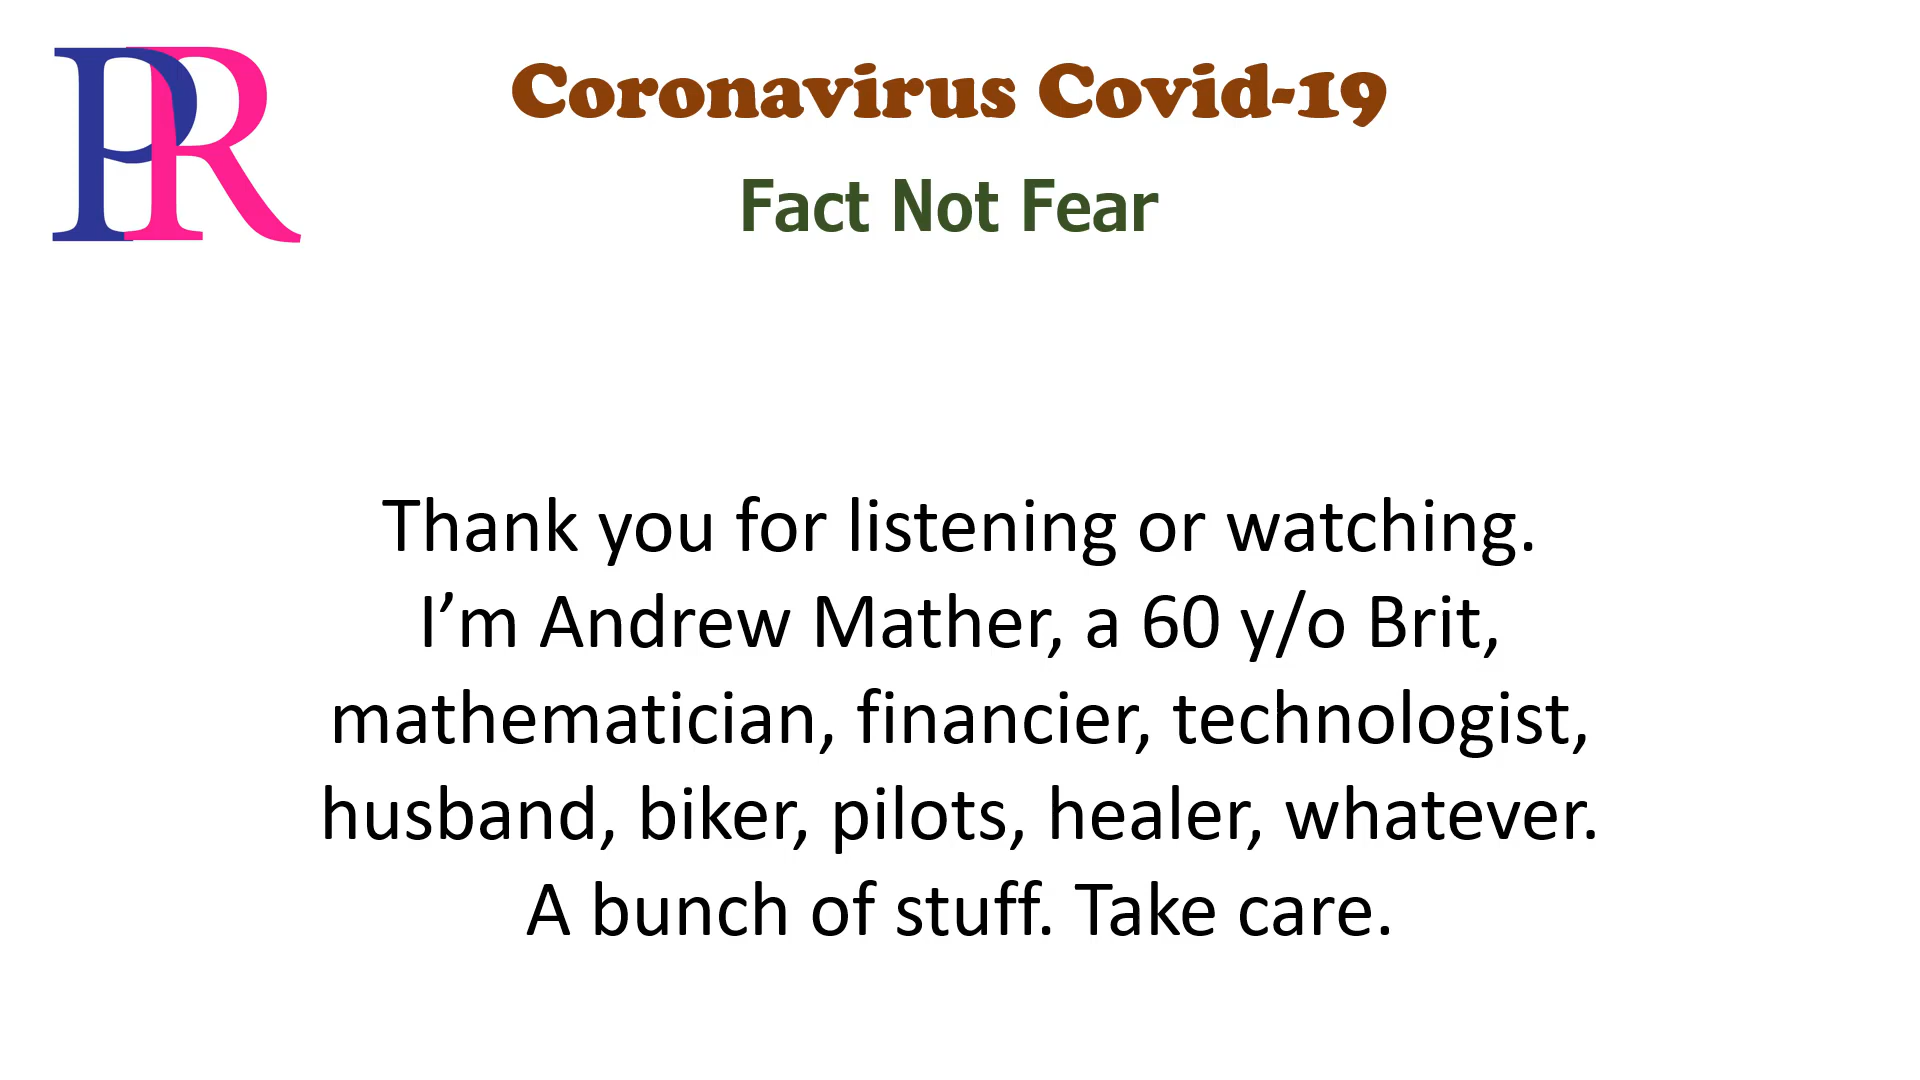 PR
Coronavirus Covid-19
Fact Not Fear
Thank you for listening or watching.
I’m Andrew Mather, a 60 y/o Brit,
mathematician, financier, technologist,
husband, biker, pilots, healer, whatever.
A bunch of stuff. Take care.